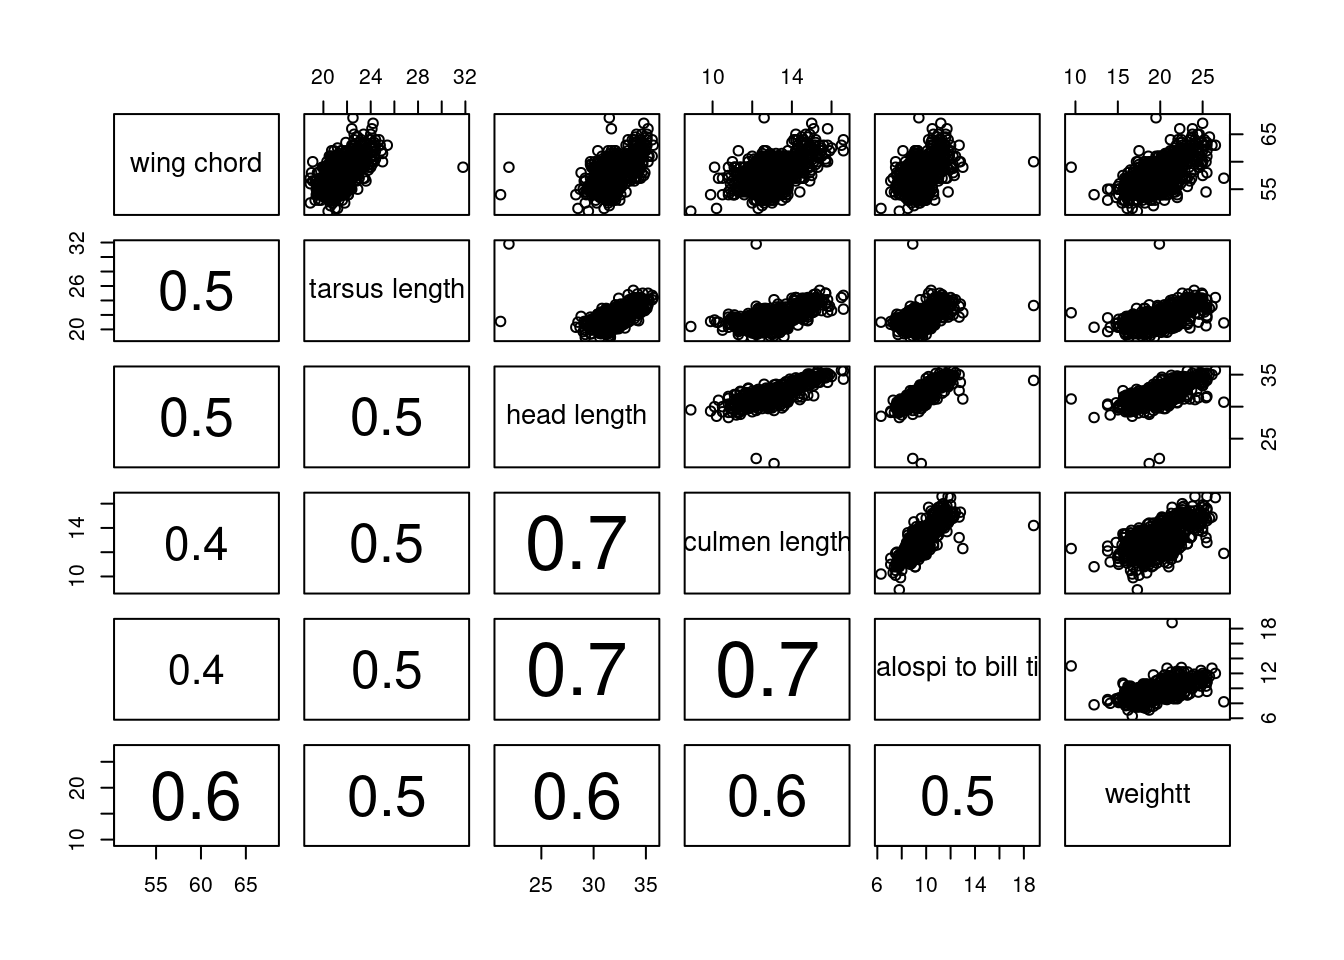 20 24 28 32 10 14 10 15 20 25
wing chord
55 65
20 26 32
0.5 tarsus length
0.5 0.5 head length
25 35
10 14
0.4 0.5 0.7 culmen length
0.4 0.5 0.7 0.7 alospi to bill ti
6 12 18
10 20
0.6 0.5 0.6 0.6 0.5 weightt
55 60 65 25 30 35 6 10 14 18